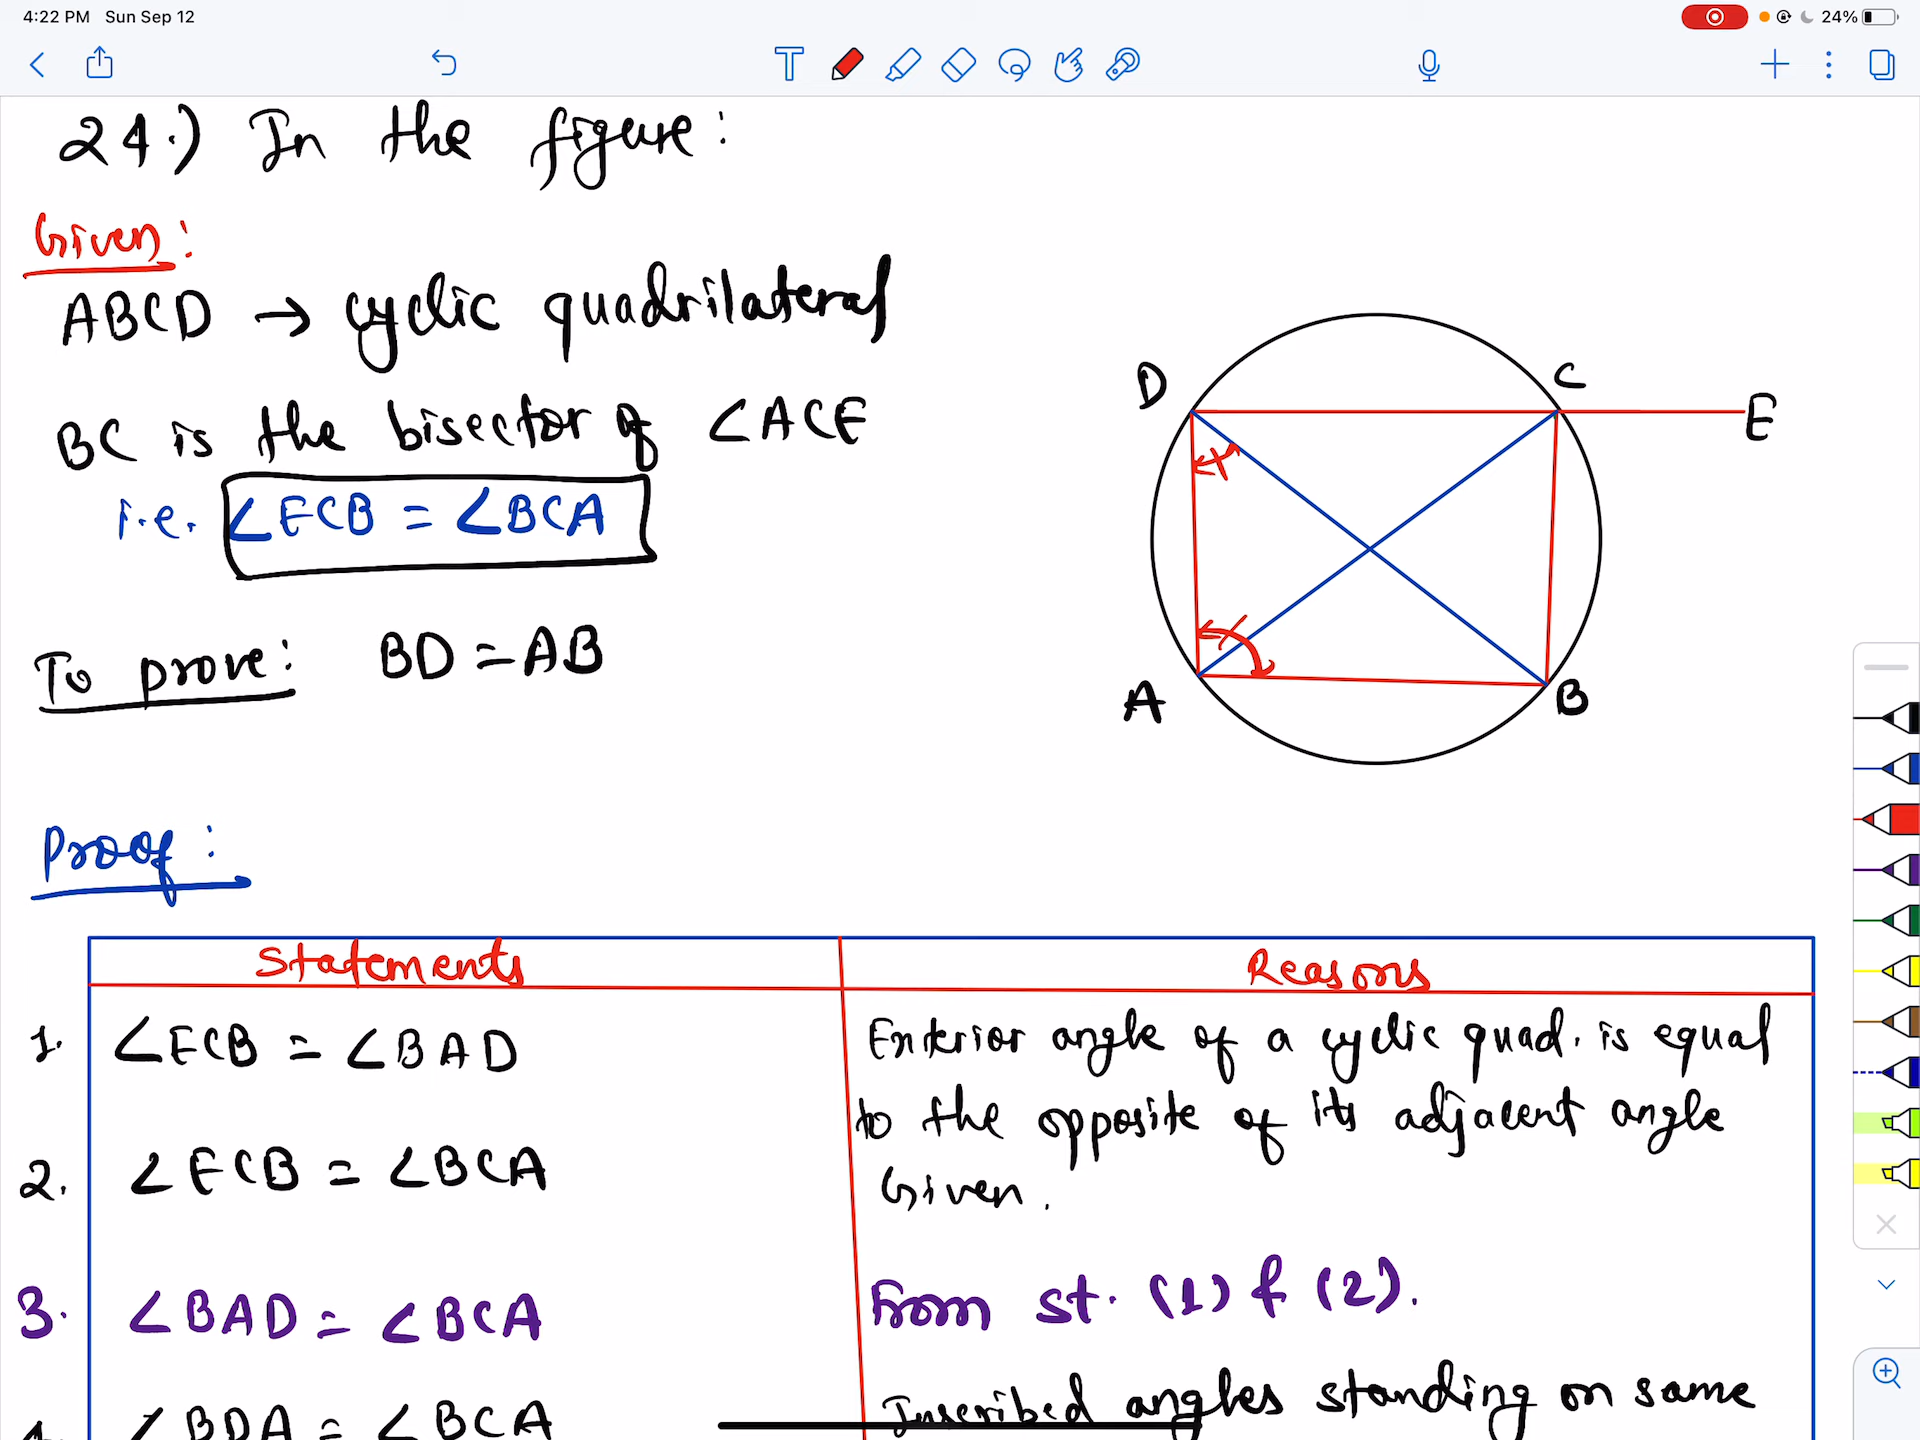 4:22 PM Sun Sep 12
24%
T
24.) In the figure:
Given:
ABCD → cyclic quadrilateral
BC is the bisector of ∠ACE
i.e. ∠ECB = ∠BCA
To prove: BD = AB
D
C
E
A
B
Proof:
Statements
Reasons
1. ∠ECB = ∠BAD
Exterior angle of a cyclic quad. is equal
to the opposite of its adjacent angle
2. ∠ECB = ∠BCA
Given.
3. ∠BAD = ∠BCA
From st. (1) & (2).
4. ∠BDA = ∠BCA
Inscribed angles standing on same